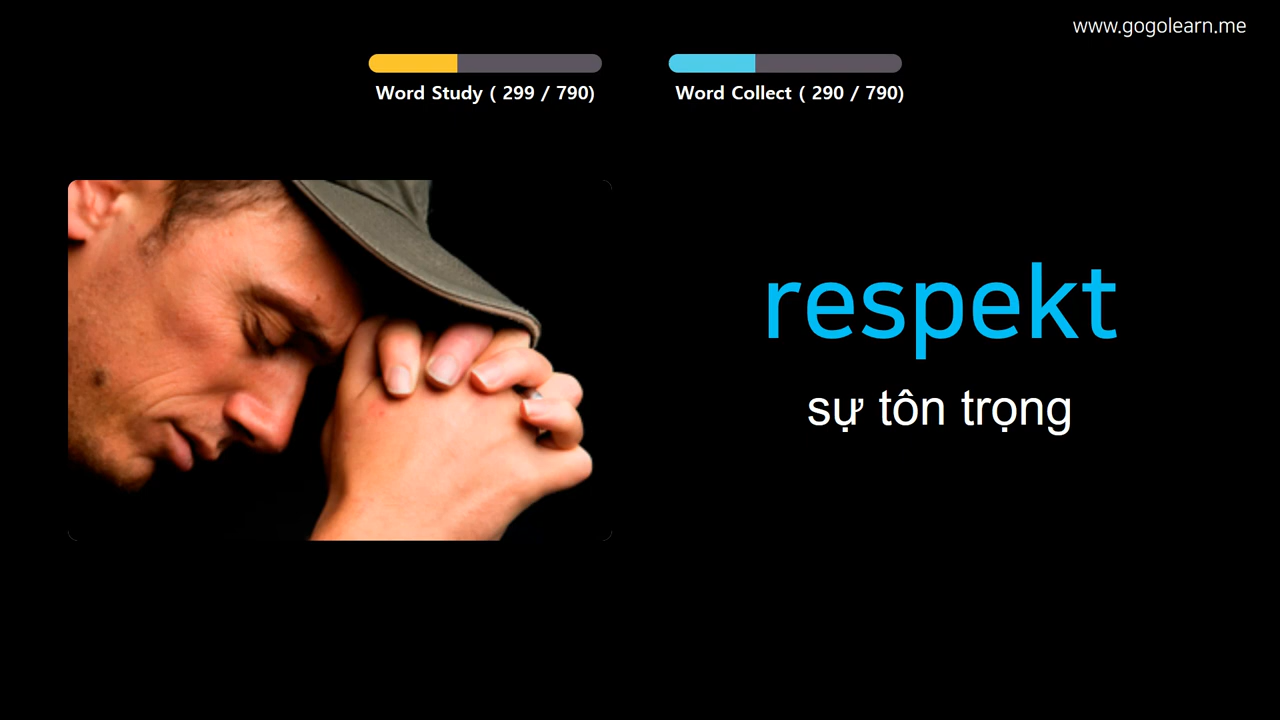 www.gogolearn.me
Word Study ( 299 / 790)
Word Collect ( 290 / 790)
respekt
sự tôn trọng